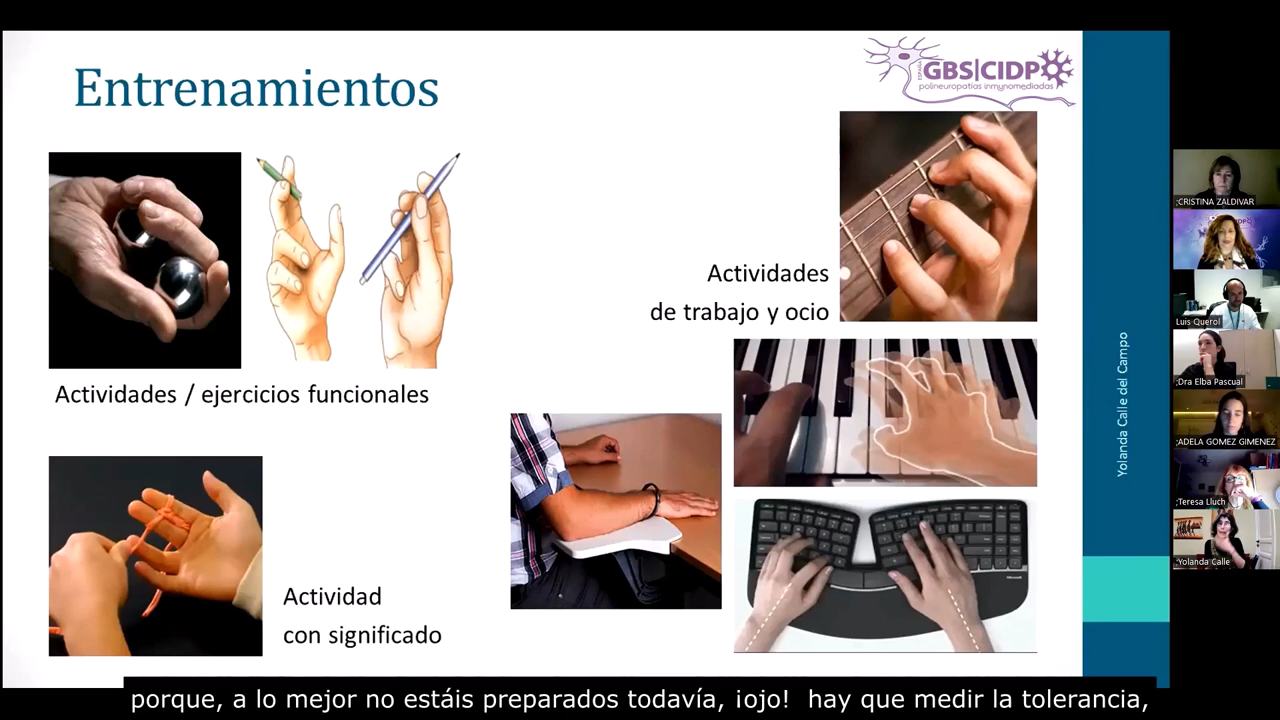 Entrenamientos
ESPAÑA
GBS|CIDP
polineuropatías inmunomediadas
Actividades
de trabajo y ocio
Actividades / ejercicios funcionales
Actividad
con significado
Yolanda Calle del Campo
;CRISTINA ZALDIVAR
Luis Querol
;Dra Elba Pascual
;ADELA GOMEZ GIMENEZ
;Teresa Lluch
;Yolanda Calle
porque, a lo mejor no estáis preparados todavía, ¡ojo! hay que medir la tolerancia,